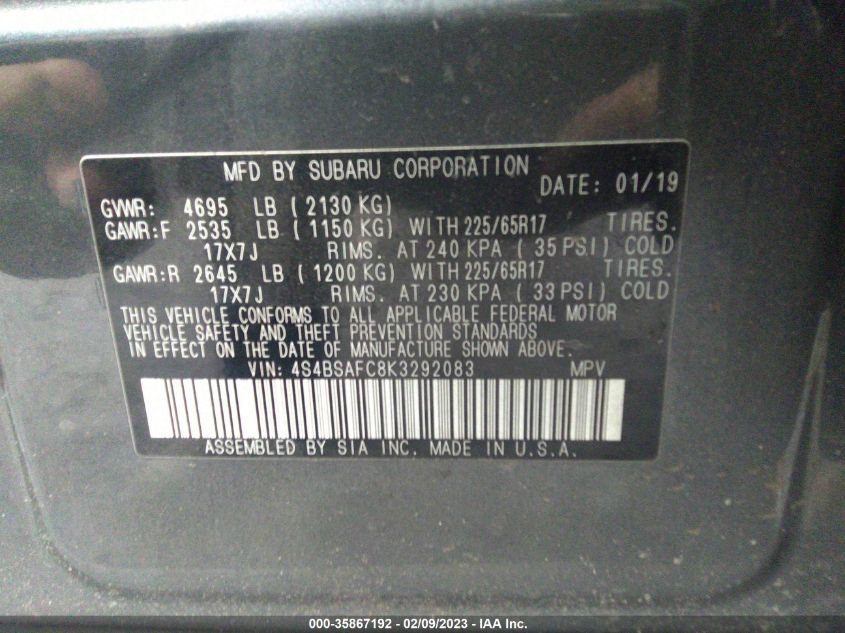 MFD BY SUBARU CORPORATION
DATE: 01/19
GVWR: 4695 LB ( 2130 KG)
GAWR:F 2535 LB ( 1150 KG) WITH 225/65R17 TIRES.
17X7J RIMS. AT 240 KPA ( 35 PSI) COLD
GAWR:R 2645 LB ( 1200 KG) WITH 225/65R17 TIRES.
17X7J RIMS. AT 230 KPA ( 33 PSI) COLD
THIS VEHICLE CONFORMS TO ALL APPLICABLE FEDERAL MOTOR
VEHICLE SAFETY AND THEFT PREVENTION STANDARDS
IN EFFECT ON THE DATE OF MANUFACTURE SHOWN ABOVE.
VIN: 4S4BSAFC8K3292083 MPV
ASSEMBLED BY SIA INC. MADE IN U.S.A.
000-35867192 - 02/09/2023 - IAA Inc.